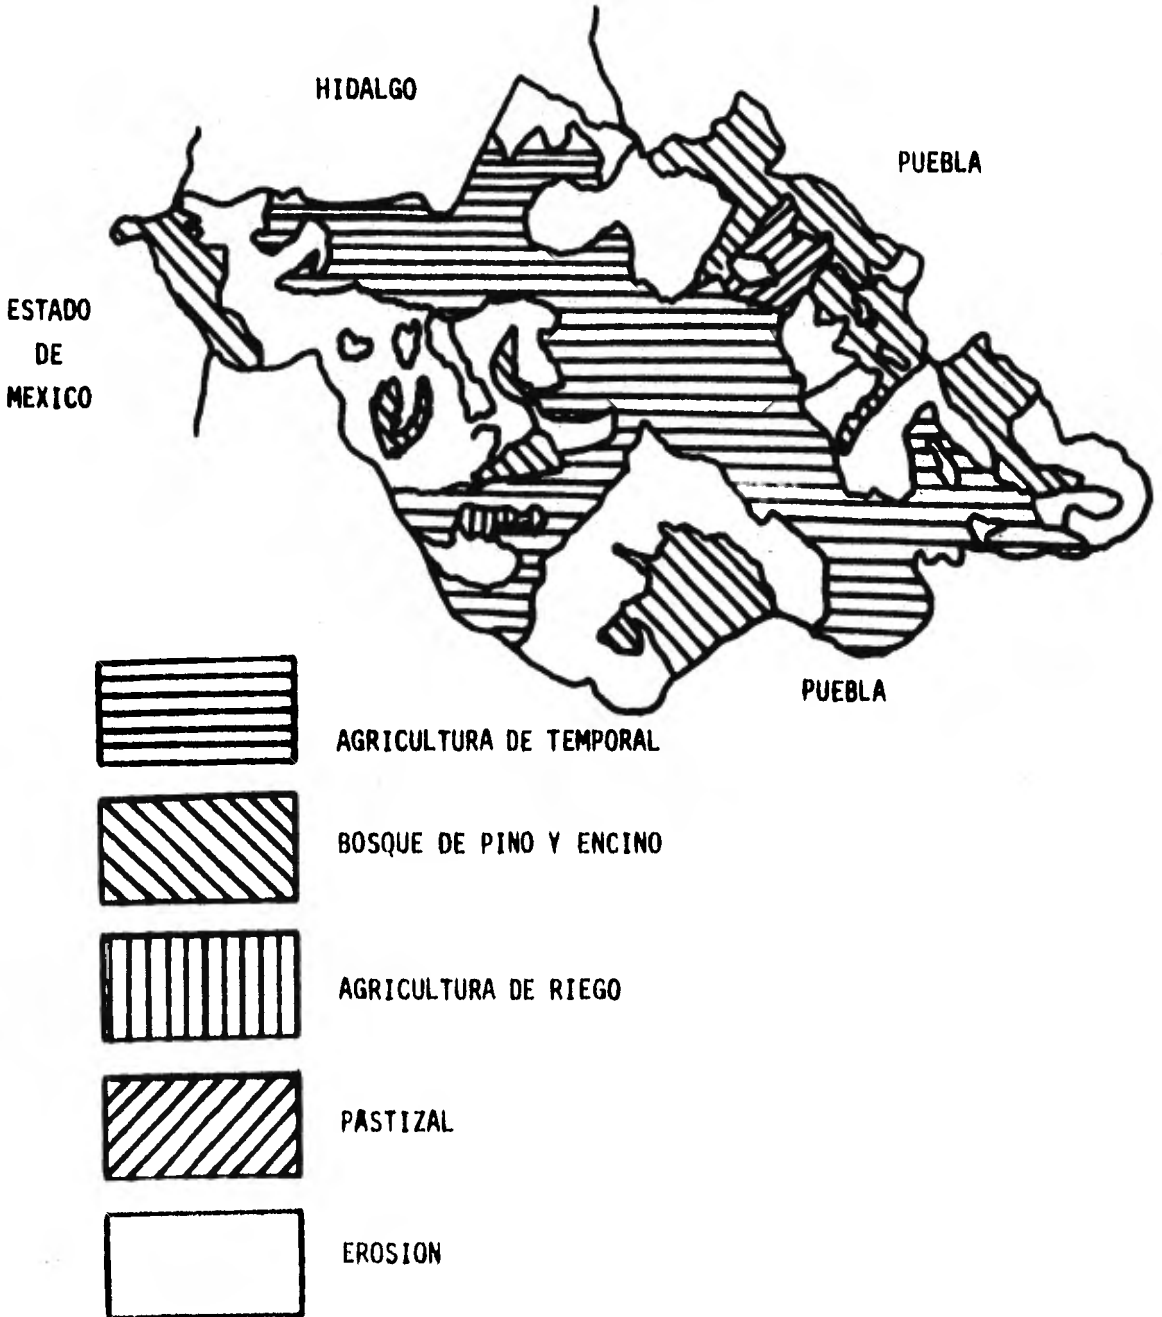 HIDALGO
PUEBLA
ESTADO
DE
MEXICO
PUEBLA
AGRICULTURA DE TEMPORAL
BOSQUE DE PINO Y ENCINO
AGRICULTURA DE RIEGO
PASTIZAL
EROSION